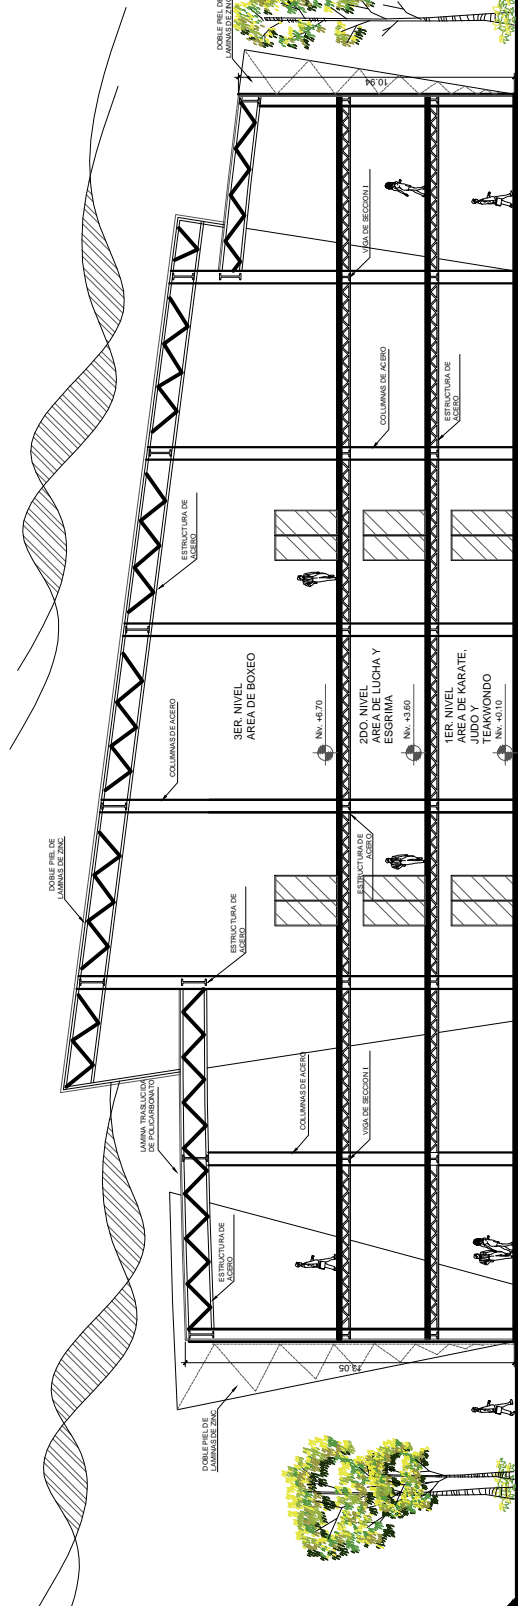 DOBLE PIEL DE
LAMINAS DE ZINC
LAMINA TRASLUCIDA
DE POLICARBONATO
DOBLE PIEL DE
LAMINAS DE ZINC
DOBLE PIEL DE
LAMINAS DE ZINC
ESTRUCTURA DE
ACERO
ESTRUCTURA DE
ACERO
COLUMNAS DE ACERO
ESTRUCTURA DE
ACERO
13.05
COLUMNAS DE ACERO
3ER. NIVEL
AREA DE BOXEO
Niv. +6.70
VIGA DE SECCION I
ESTRUCTURA DE
ACERO
2DO. NIVEL
AREA DE LUCHA Y
ESGRIMA
Niv. +3.60
COLUMNAS DE ACERO
VIGA DE SECCION I
10.94
1ER. NIVEL
AREA DE KARATE,
JUDO Y
TEAKWONDO
Niv. +0.10
ESTRUCTURA DE
ACERO